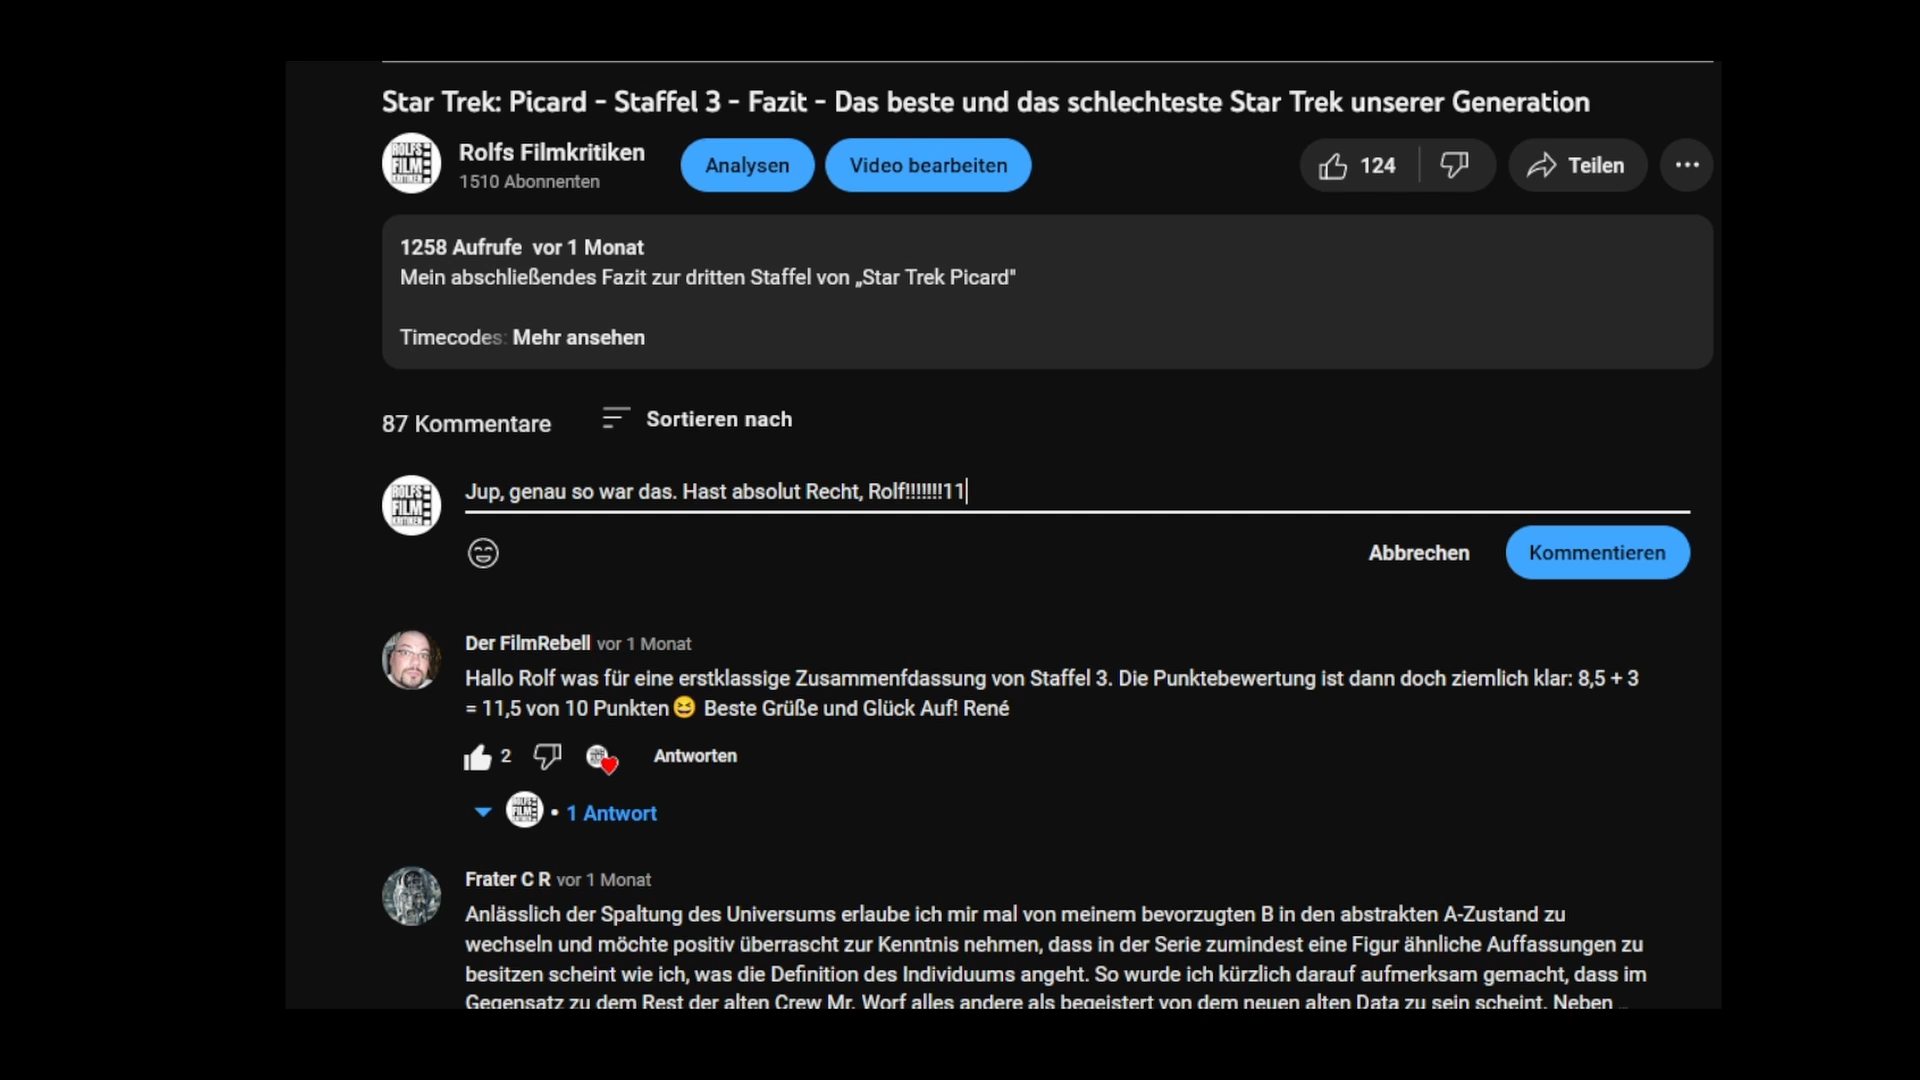 Star Trek: Picard - Staffel 3 - Fazit - Das beste und das schlechteste Star Trek unserer Generation
ROLFS FILM KRITIKEN
Rolfs Filmkritiken
1510 Abonnenten
Analysen
Video bearbeiten
124
Teilen
1258 Aufrufe vor 1 Monat
Mein abschließendes Fazit zur dritten Staffel von „Star Trek Picard"
Timecodes: Mehr ansehen
87 Kommentare
Sortieren nach
ROLFS FILM KRITIKEN
Jup, genau so war das. Hast absolut Recht, Rolf!!!!!!!11
Abbrechen
Kommentieren
Der FilmRebell vor 1 Monat
Hallo Rolf was für eine erstklassige Zusammenfdassung von Staffel 3. Die Punktebewertung ist dann doch ziemlich klar: 8,5 + 3
= 11,5 von 10 Punkten😆 Beste Grüße und Glück Auf! René
2
Antworten
• 1 Antwort
Frater C R vor 1 Monat
Anlässlich der Spaltung des Universums erlaube ich mir mal von meinem bevorzugten B in den abstrakten A-Zustand zu
wechseln und möchte positiv überrascht zur Kenntnis nehmen, dass in der Serie zumindest eine Figur ähnliche Auffassungen zu
besitzen scheint wie ich, was die Definition des Individuums angeht. So wurde ich kürzlich darauf aufmerksam gemacht, dass im
Gegensatz zu dem Rest der alten Crew Mr. Worf alles andere als begeistert von dem neuen alten Data zu sein scheint. Neben ...